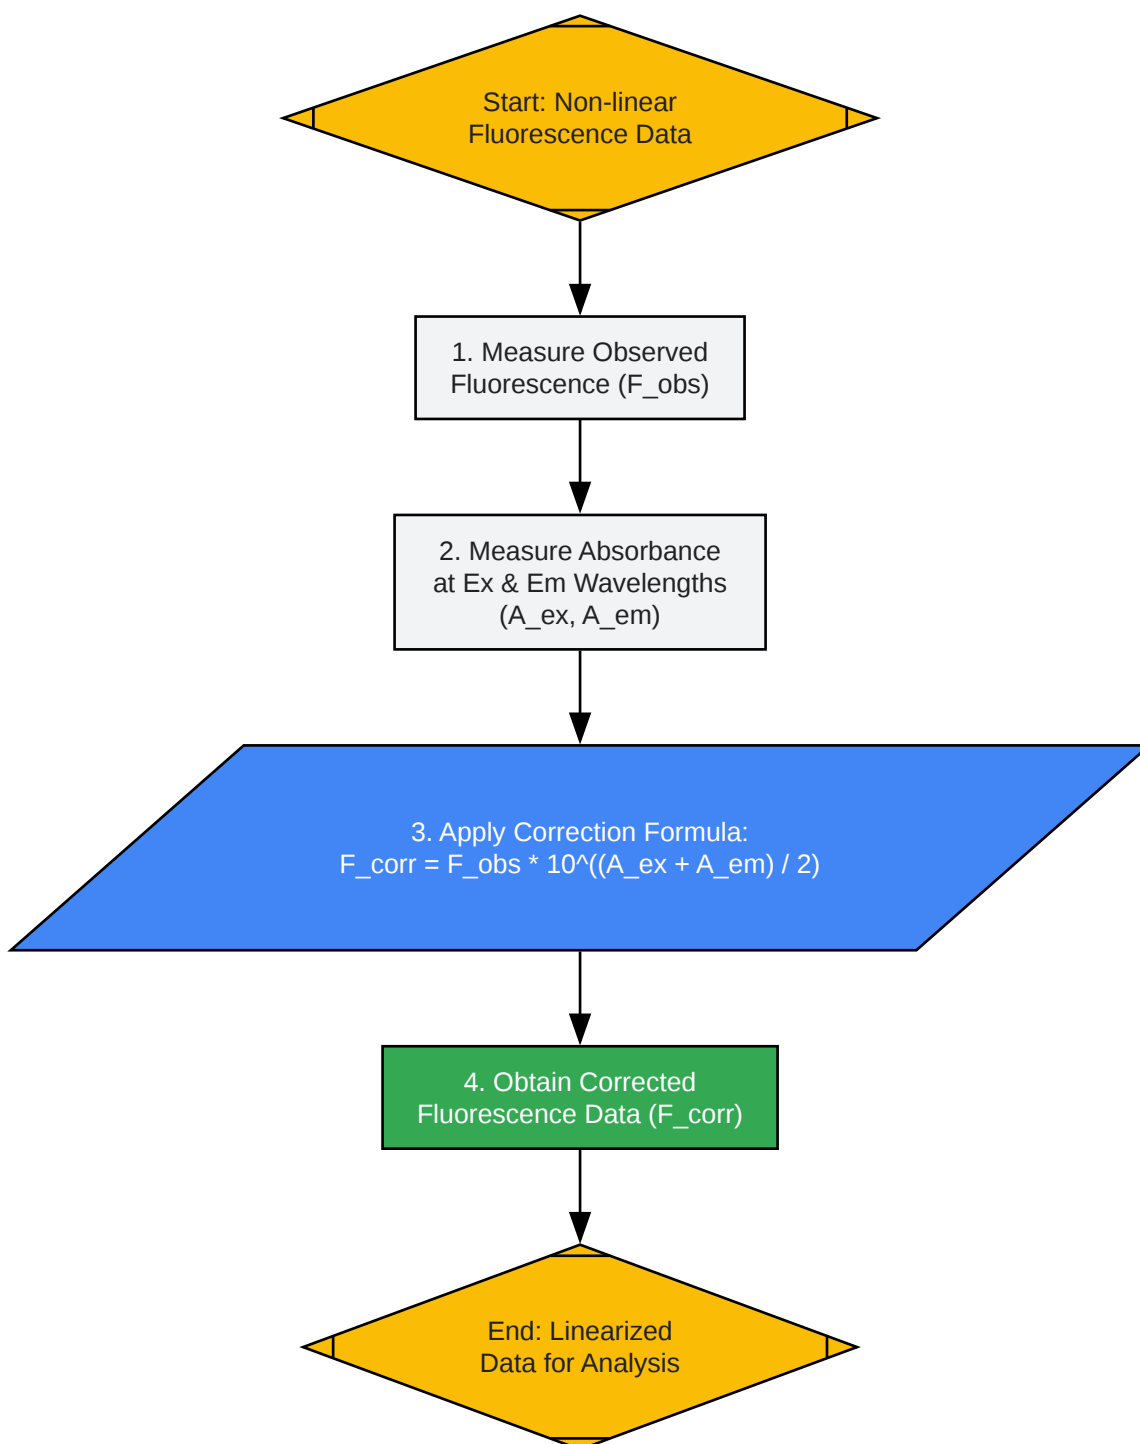 Start: Non-linear
Fluorescence Data
1. Measure Observed
Fluorescence (F_obs)
2. Measure Absorbance
at Ex & Em Wavelengths
(A_ex, A_em)
3. Apply Correction Formula:
F_corr = F_obs * 10^((A_ex + A_em) / 2)
4. Obtain Corrected
Fluorescence Data (F_corr)
End: Linearized
Data for Analysis